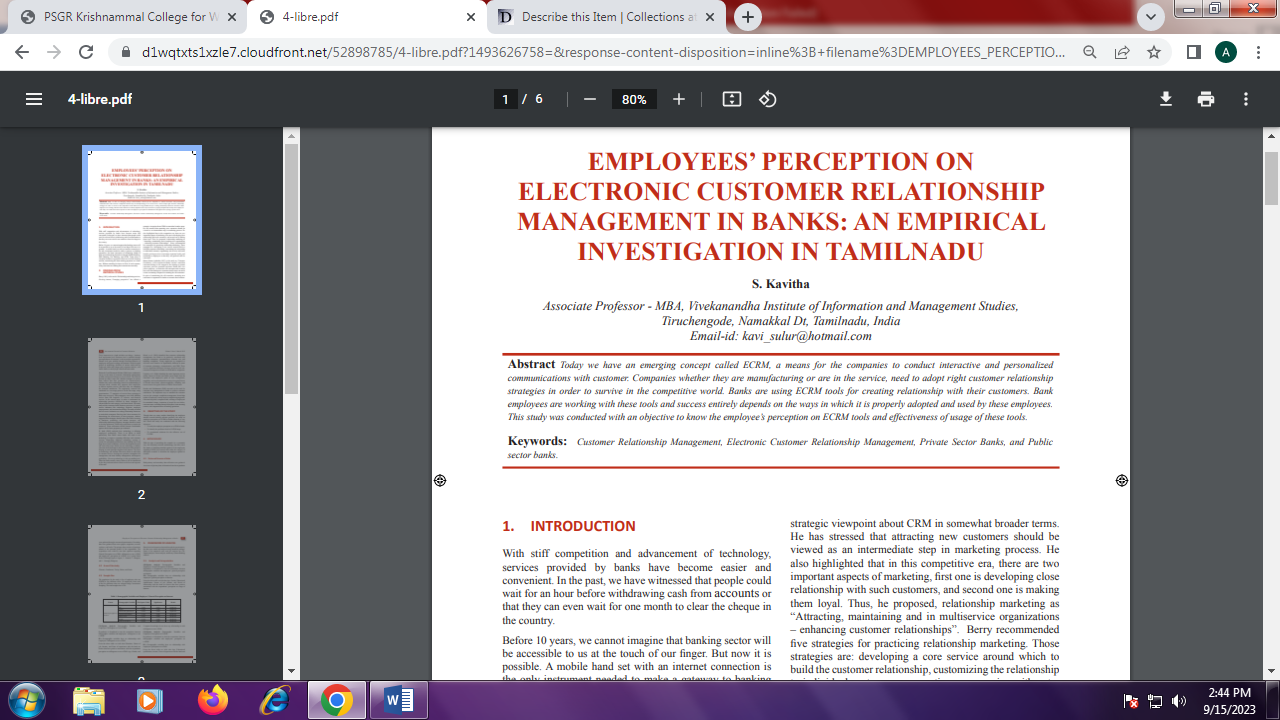 PSGR Krishnammal College for W
4-libre.pdf
Describe this Item | Collections at
d1wqtxts1xzle7.cloudfront.net/52898785/4-libre.pdf?1493626758=&response-content-disposition=inline%3B+filename%3DEMPLOYEES_PERCEPTIO...
A
4-libre.pdf
1 / 6
80%
1
2
EMPLOYEES’ PERCEPTION ON
ELECTRONIC CUSTOMER RELATIONSHIP
MANAGEMENT IN BANKS: AN EMPIRICAL
INVESTIGATION IN TAMILNADU
S. Kavitha
Associate Professor - MBA, Vivekanandha Institute of Information and Management Studies,
Tiruchengode, Namakkal Dt, Tamilnadu, India
Email-id: kavi_sulur@hotmail.com
Abstract Today we have an emerging concept called ECRM, a means for the companies to conduct interactive and personalized
communications with customer. Companies whether they are manufacturing or are in the service, need to adopt right customer relationship
strategies in order to survive in the competitive world. Banks are using ECRM tools for creating relationship with their customers. Bank
employees are working with these tools and success entirely depends on the ways in which it is properly adopted and used by these employees.
This study was conducted with an objective to know the employee’s perception on ECRM tools and effectiveness of usage of these tools.
Keywords: Customer Relationship Management, Electronic Customer Relationship Management, Private Sector Banks, and Public
sector banks.
1. INTRODUCTION
With stiff competition and advancement of technology,
services provided by banks have become easier and
convenient. In the past, we have witnessed that people could
wait for an hour before withdrawing cash from accounts or
that they can even wait for one month to clear the cheque in
the country.
Before 10 years, we cannot imagine that banking sector will
be accessible to us at the touch of our finger. But now it is
possible. A mobile hand set with an internet connection is
the only instrument needed to make a gateway to banking
strategic viewpoint about CRM in somewhat broader terms.
He has stressed that attracting new customers should be
viewed as an intermediate step in marketing process. He
also highlighted that in this competitive era, there are two
important aspects of marketing, first one is developing close
relationship with such customers, and second one is making
them loyal. Thus, he proposed, relationship marketing as
“Attracting, maintaining and in multiservice organizations
– enhancing customer relationships”. Berry recommended
five strategies for practicing relationship marketing. Those
strategies are: developing a core service around which to
build the customer relationship, customizing the relationship
2:44 PM
9/15/2023